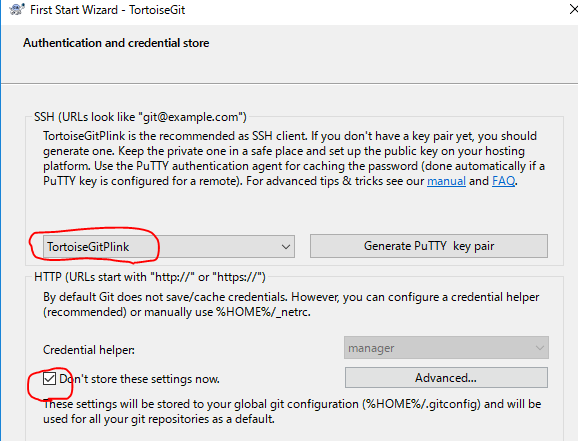 First Start Wizard - TortoiseGit
Authentication and credential store
SSH (URLs look like "git@example.com")
TortoiseGitPlink is the recommended as SSH client. If you don't have a key pair yet, you should
generate one. Keep the private one in a safe place and set up the public key on your hosting
platform. Use the PuTTY authentication agent for caching the password (done automatically if a
PuTTY key is configured for a remote). For advanced tips & tricks see our manual and FAQ.
TortoiseGitPlink
Generate PuTTY key pair
HTTP (URLs start with "http://" or "https://")
By default Git does not save/cache credentials. However, you can configure a credential helper
(recommended) or manually use %HOME%/_netrc.
Credential helper:
manager
Don't store these settings now.
Advanced...
These settings will be stored to your global git configuration (%HOME%/.gitconfig) and will be
used for all your git repositories as a default.